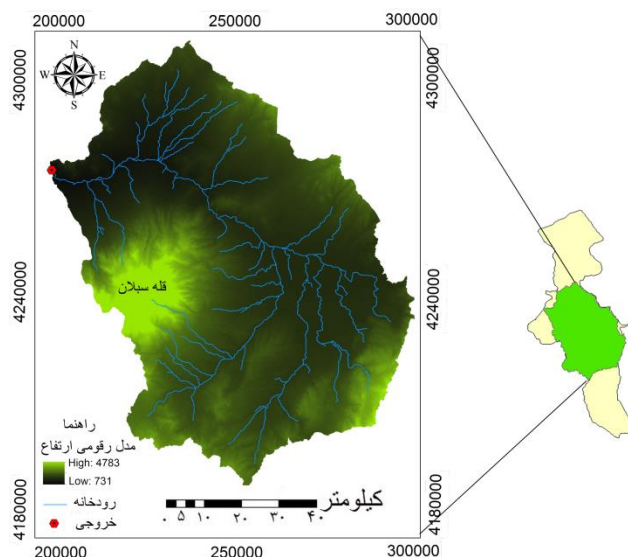 200000 250000 300000
4300000
4300000
N
W E
S
قله سبلان
4240000
4240000
راهنما
مدل رقومی ارتفاع
High: 4783
Low: 731
رودخانه
خروجی
کیلومتر
۰ ۵ ۱۰ ۲۰ ۳۰ ۴۰
4180000
4180000
200000 250000 300000